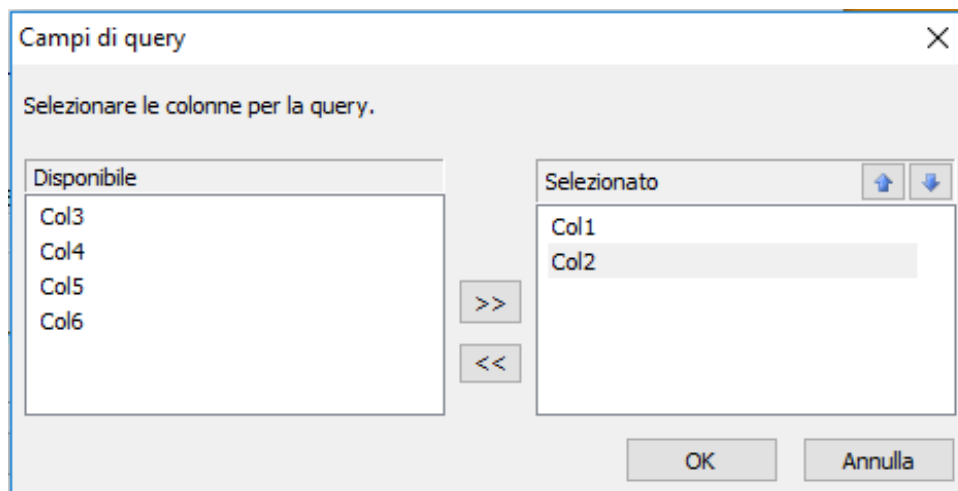 Campi di query
Selezionare le colonne per la query.
Disponibile
Col3
Col4
Col5
Col6
>>
<<
Selezionato
Col1
Col2
OK
Annulla